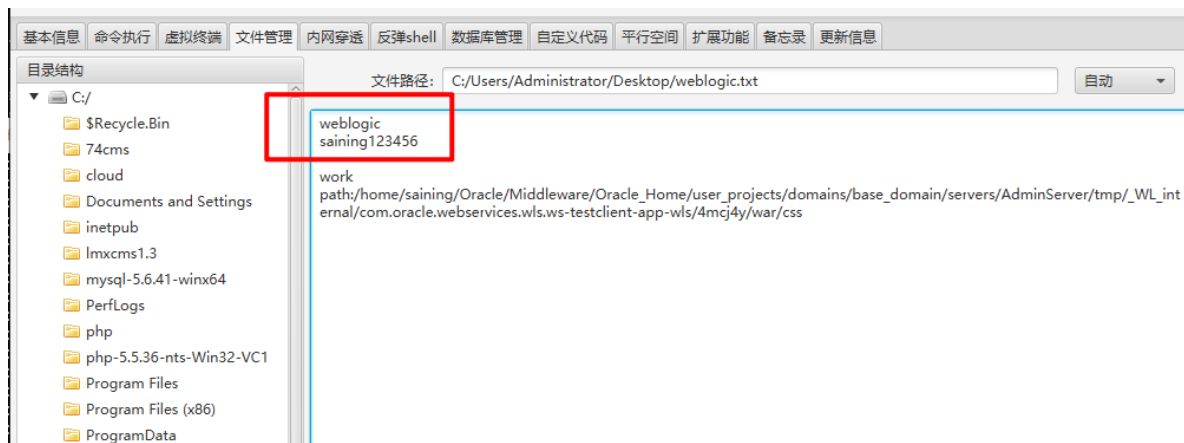 基本信息 命令执行 虚拟终端 文件管理 内网穿透 反弹shell 数据库管理 自定义代码 平行空间 扩展功能 备忘录 更新信息
目录结构
文件路径: C:/Users/Administrator/Desktop/weblogic.txt 自动
C:/
$Recycle.Bin
74cms
cloud
Documents and Settings
inetpub
lmxcms1.3
mysql-5.6.41-winx64
PerfLogs
php
php-5.5.36-nts-Win32-VC1
Program Files
Program Files (x86)
ProgramData
weblogic
saining123456
work
path:/home/saining/Oracle/Middleware/Oracle_Home/user_projects/domains/base_domain/servers/AdminServer/tmp/_WL_int
ernal/com.oracle.webservices.wls.ws-testclient-app-wls/4mcj4y/war/css